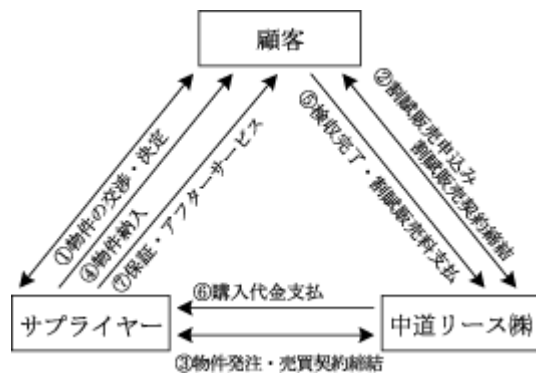 顧客
①物件の交渉・決定
④物件納入
⑦保証・アフターサービス
②割賦販売申込み
割賦販売契約締結
⑤検収完了・割賦販売料支払
サプライヤー
⑥購入代金支払
中道リース㈱
③物件発注・売買契約締結